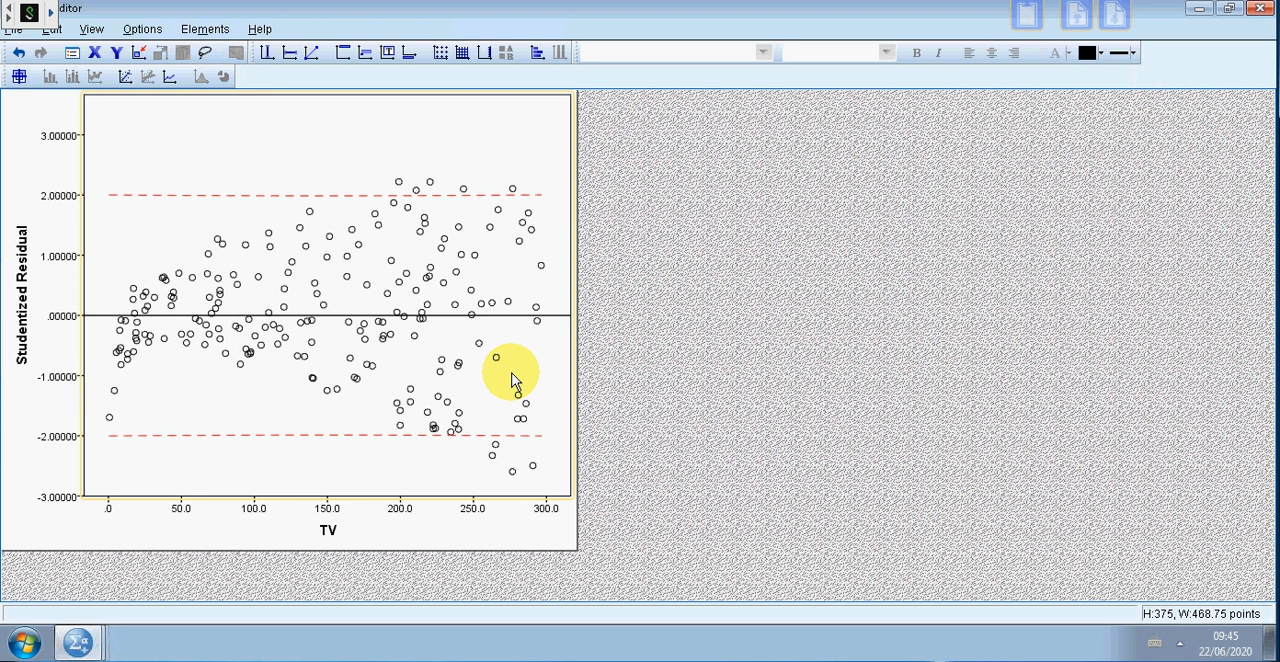 ditor
File Edit View Options Elements Help
B I A
3.00000
2.00000
1.00000
.00000
-1.00000
-2.00000
-3.00000
Studentized Residual
.0 50.0 100.0 150.0 200.0 250.0 300.0
TV
H:375, W:468.75 points
09:45
22/06/2020